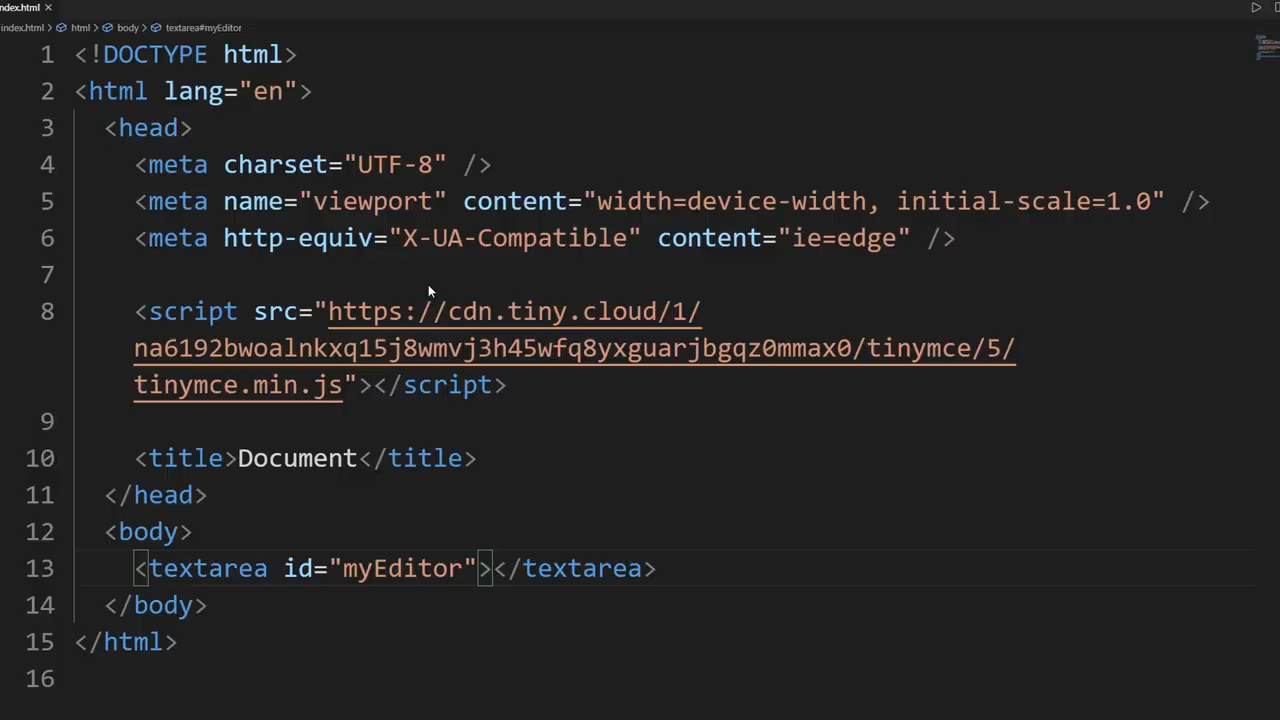 index.html ×
index.html > html > body > textarea#myEditor
1 <!DOCTYPE html>
2 <html lang="en">
3 <head>
4 <meta charset="UTF-8" />
5 <meta name="viewport" content="width=device-width, initial-scale=1.0" />
6 <meta http-equiv="X-UA-Compatible" content="ie=edge" />
7
8 <script src="https://cdn.tiny.cloud/1/
na6192bwoalnkxq15j8wmvj3h45wfq8yxguarjbgqz0mmax0/tinymce/5/
tinymce.min.js"></script>
9
10 <title>Document</title>
11 </head>
12 <body>
13 <textarea id="myEditor"></textarea>
14 </body>
15 </html>
16